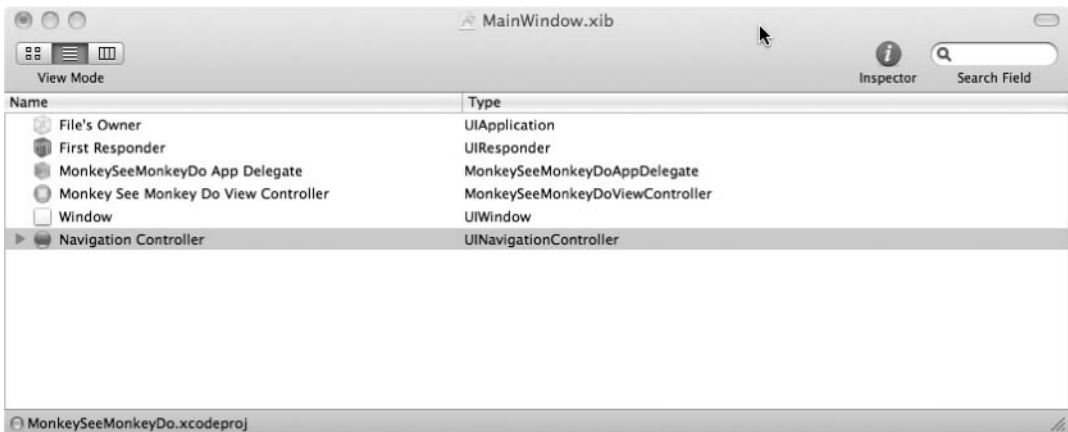 MainWindow.xib
View Mode
Inspector
Search Field
Name Type
File's Owner UIApplication
First Responder UIResponder
MonkeySeeMonkeyDo App Delegate MonkeySeeMonkeyDoAppDelegate
Monkey See Monkey Do View Controller MonkeySeeMonkeyDoViewController
Window UIWindow
Navigation Controller UINavigationController
MonkeySeeMonkeyDo.xcodeproj